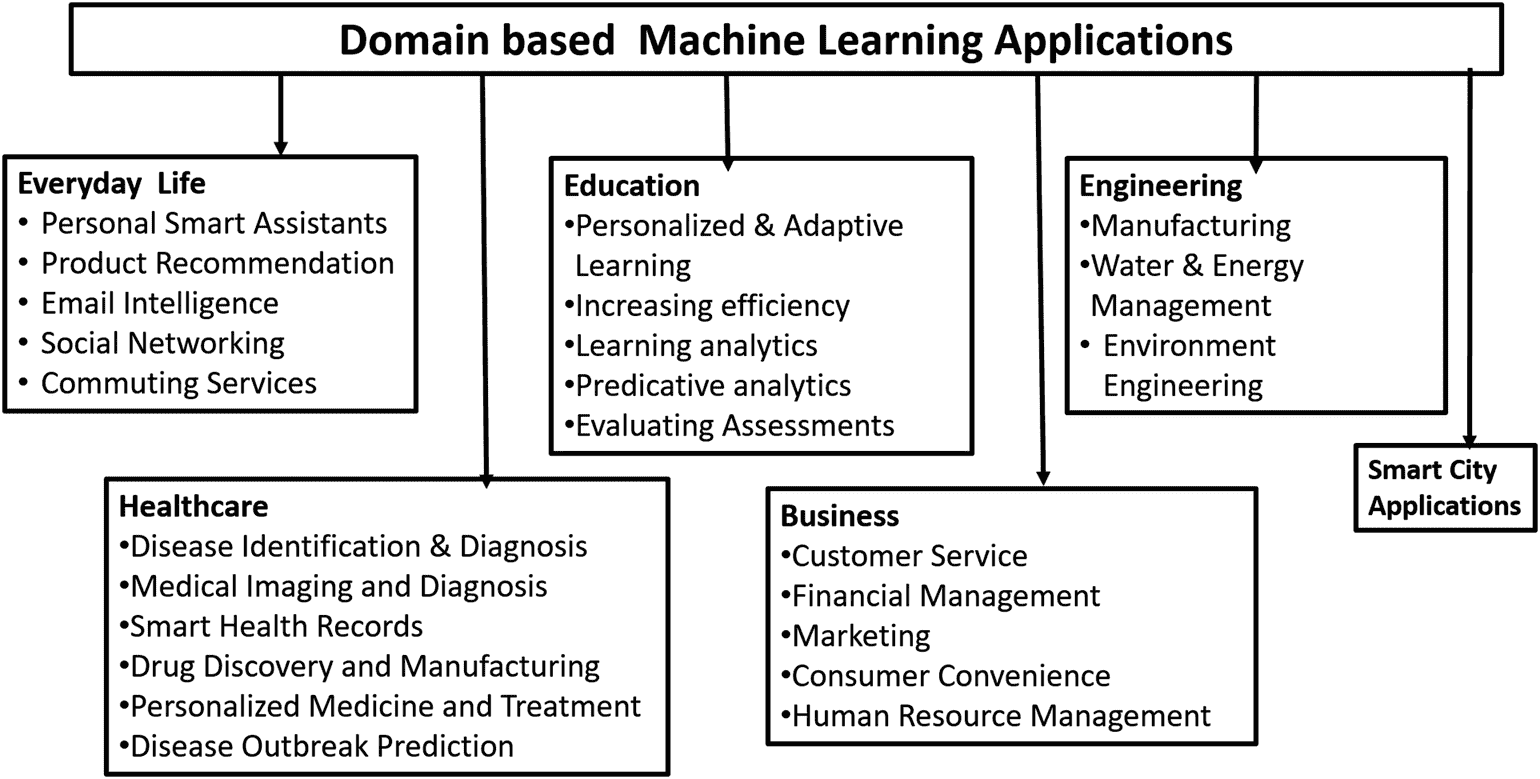 Domain based Machine Learning Applications
Everyday Life
• Personal Smart Assistants
• Product Recommendation
• Email Intelligence
• Social Networking
• Commuting Services
Education
•Personalized & Adaptive
Learning
•Increasing efficiency
•Learning analytics
•Predicative analytics
•Evaluating Assessments
Engineering
•Manufacturing
•Water & Energy
Management
• Environment
Engineering
Smart City
Applications
Healthcare
•Disease Identification & Diagnosis
•Medical Imaging and Diagnosis
•Smart Health Records
•Drug Discovery and Manufacturing
•Personalized Medicine and Treatment
•Disease Outbreak Prediction
Business
•Customer Service
•Financial Management
•Marketing
•Consumer Convenience
•Human Resource Management